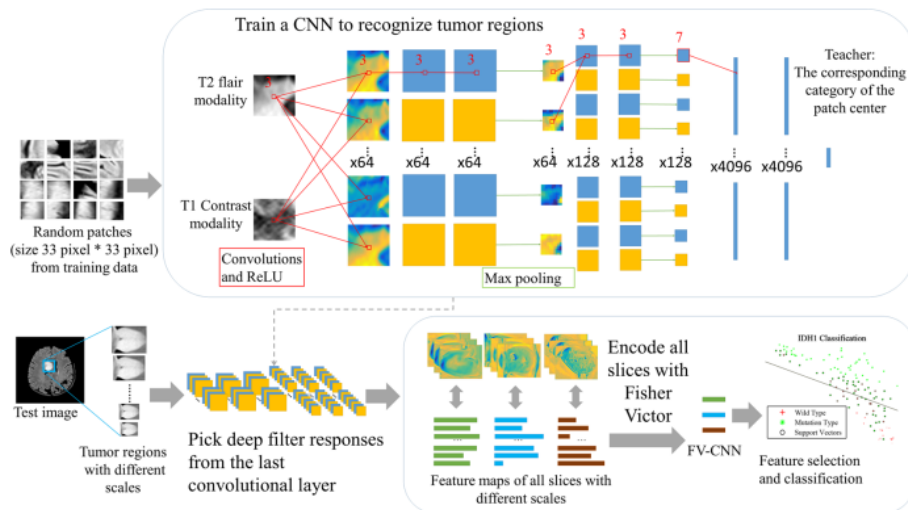 Train a CNN to recognize tumor regions
T2 flair
modality
T1 Contrast
modality
Random patches
(size 33 pixel * 33 pixel)
from training data
Convolutions
and ReLU
3
3
3
3
3
3
3
7
x64
x64
x64
x64
x128
x128
x128
x4096
x4096
Max pooling
Teacher:
The corresponding
category of the
patch center
Test image
Tumor regions
with different
scales
Pick deep filter responses
from the last
convolutional layer
Encode all
slices with
Fisher
Victor
Feature maps of all slices with
different scales
FV-CNN
IDH1 Classification
Wild Type
Mutation Type
Support Vectors
Feature selection
and classification